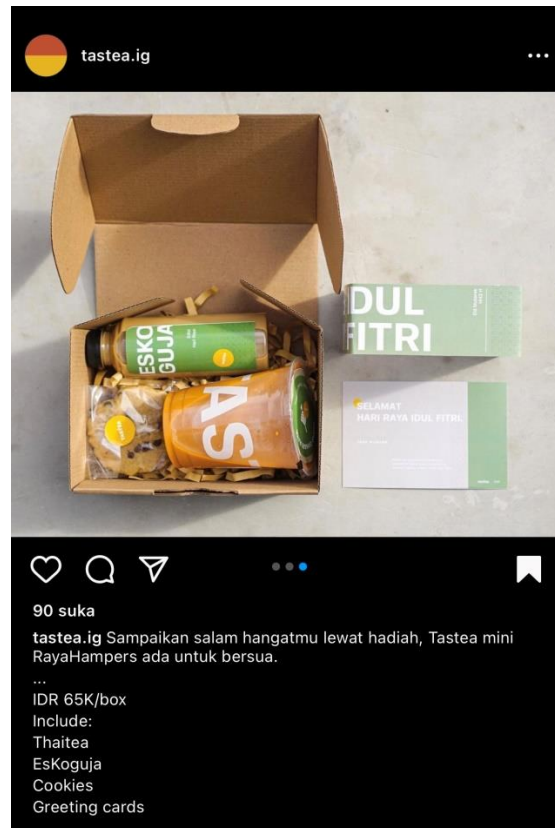 tastea.ig
ESKO
GUJA
TAS.
IDUL
FITRI
SELAMAT
HARI RAYA IDUL FITRI.
90 suka
tastea.ig Sampaikan salam hangatmu lewat hadiah, Tastea mini
RayaHampers ada untuk bersua.
...
IDR 65K/box
Include:
Thaitea
EsKoguja
Cookies
Greeting cards